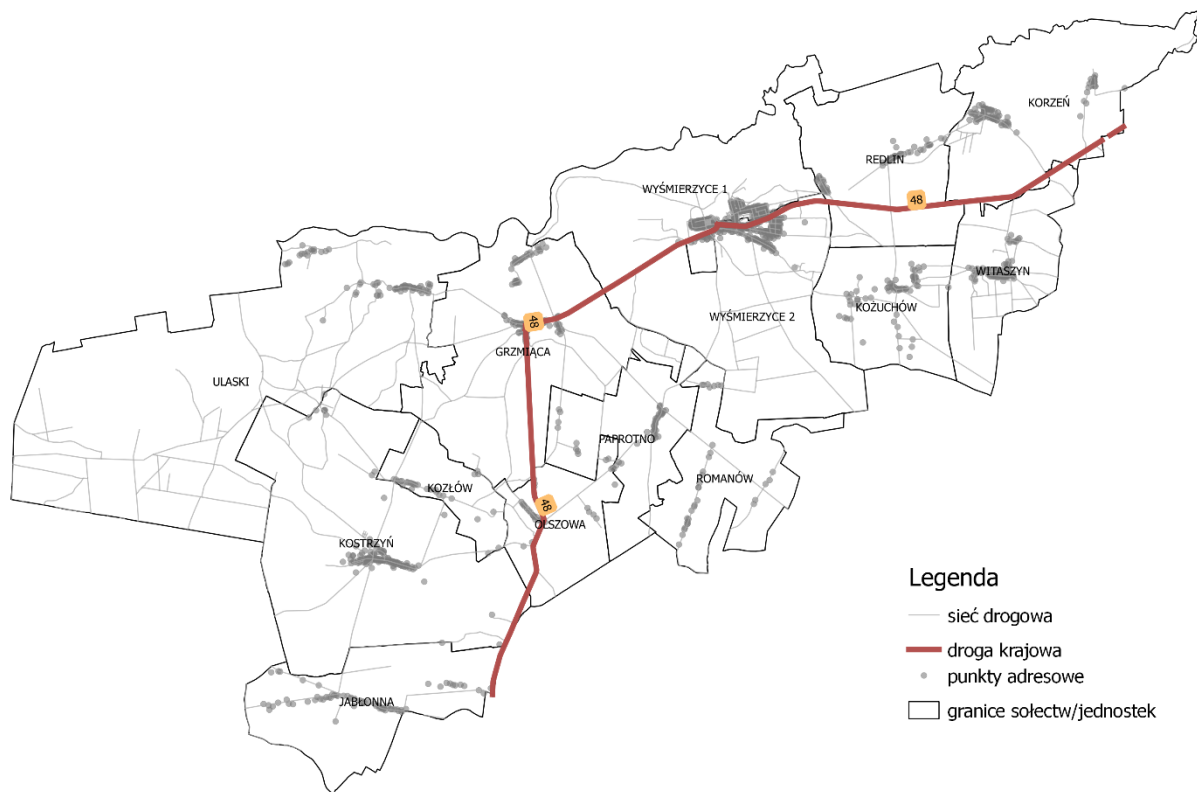 KORZEŃ
REDLIN
WYŚMIERZYCE 1
48
WITASZYN
KOŻUCHÓW
WYŚMIERZYCE 2
48
GRZMIĄCA
ULASKI
PAPROTNO
ROMANÓW
KOZŁÓW
48
OLSZOWA
KOSTRZYŃ
JABŁONNA
Legenda
sieć drogowa
droga krajowa
punkty adresowe
granice sołectw/jednostek